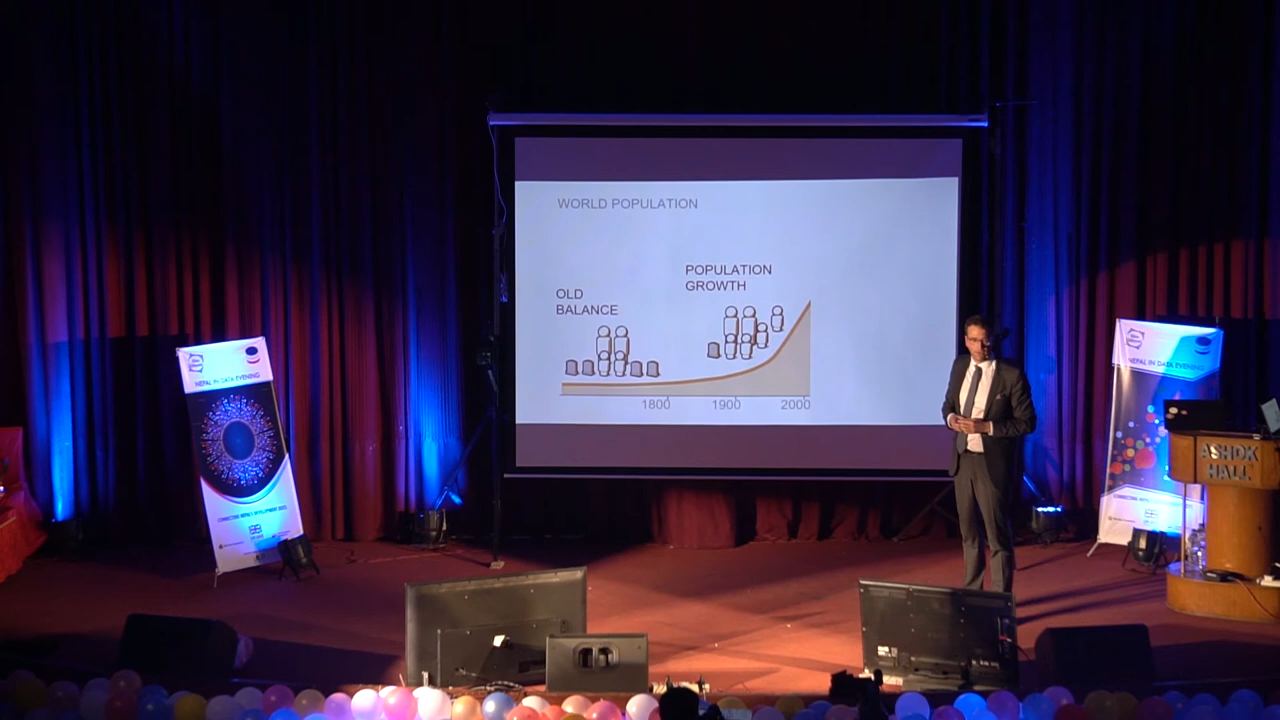 WORLD POPULATION
POPULATION
GROWTH
OLD
BALANCE
1800
1900
2000
NEPAL IN DATA EVENING
NEPAL IN DATA EVENING
ASHOK
HALL